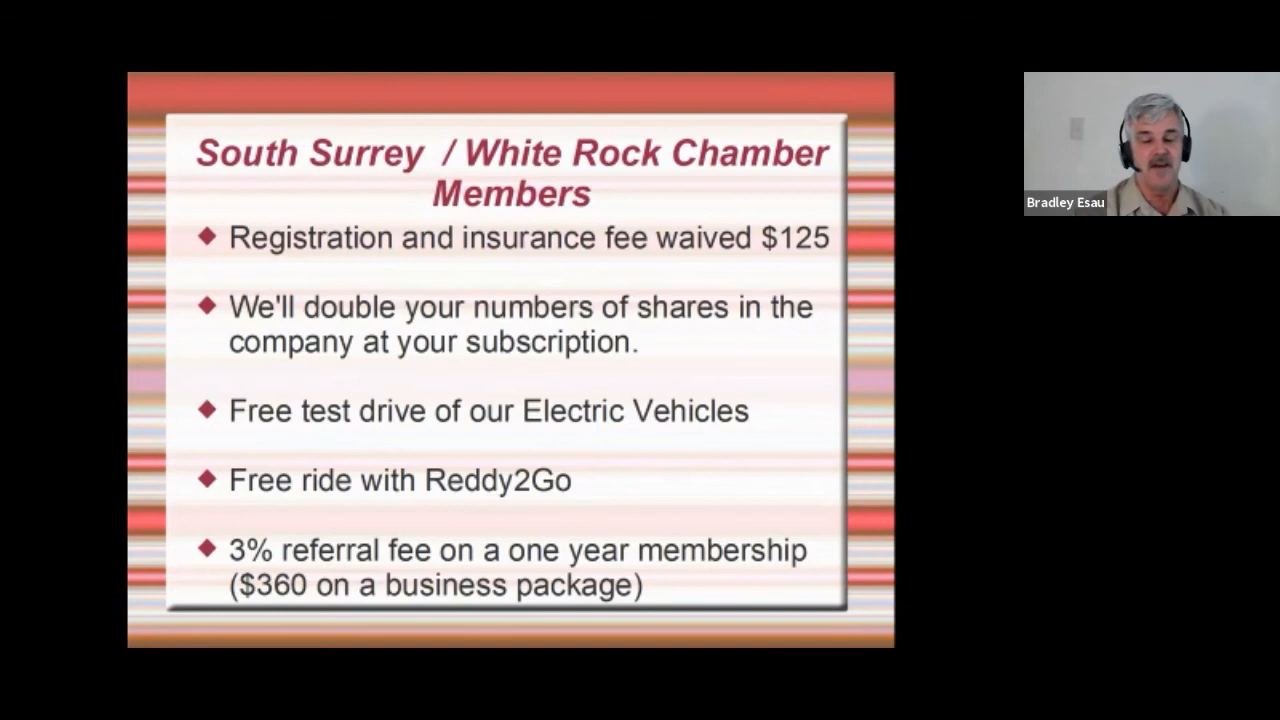 South Surrey / White Rock Chamber
Members
Registration and insurance fee waived $125
We'll double your numbers of shares in the
company at your subscription.
Free test drive of our Electric Vehicles
Free ride with Reddy2Go
3% referral fee on a one year membership
($360 on a business package)
Bradley Esau